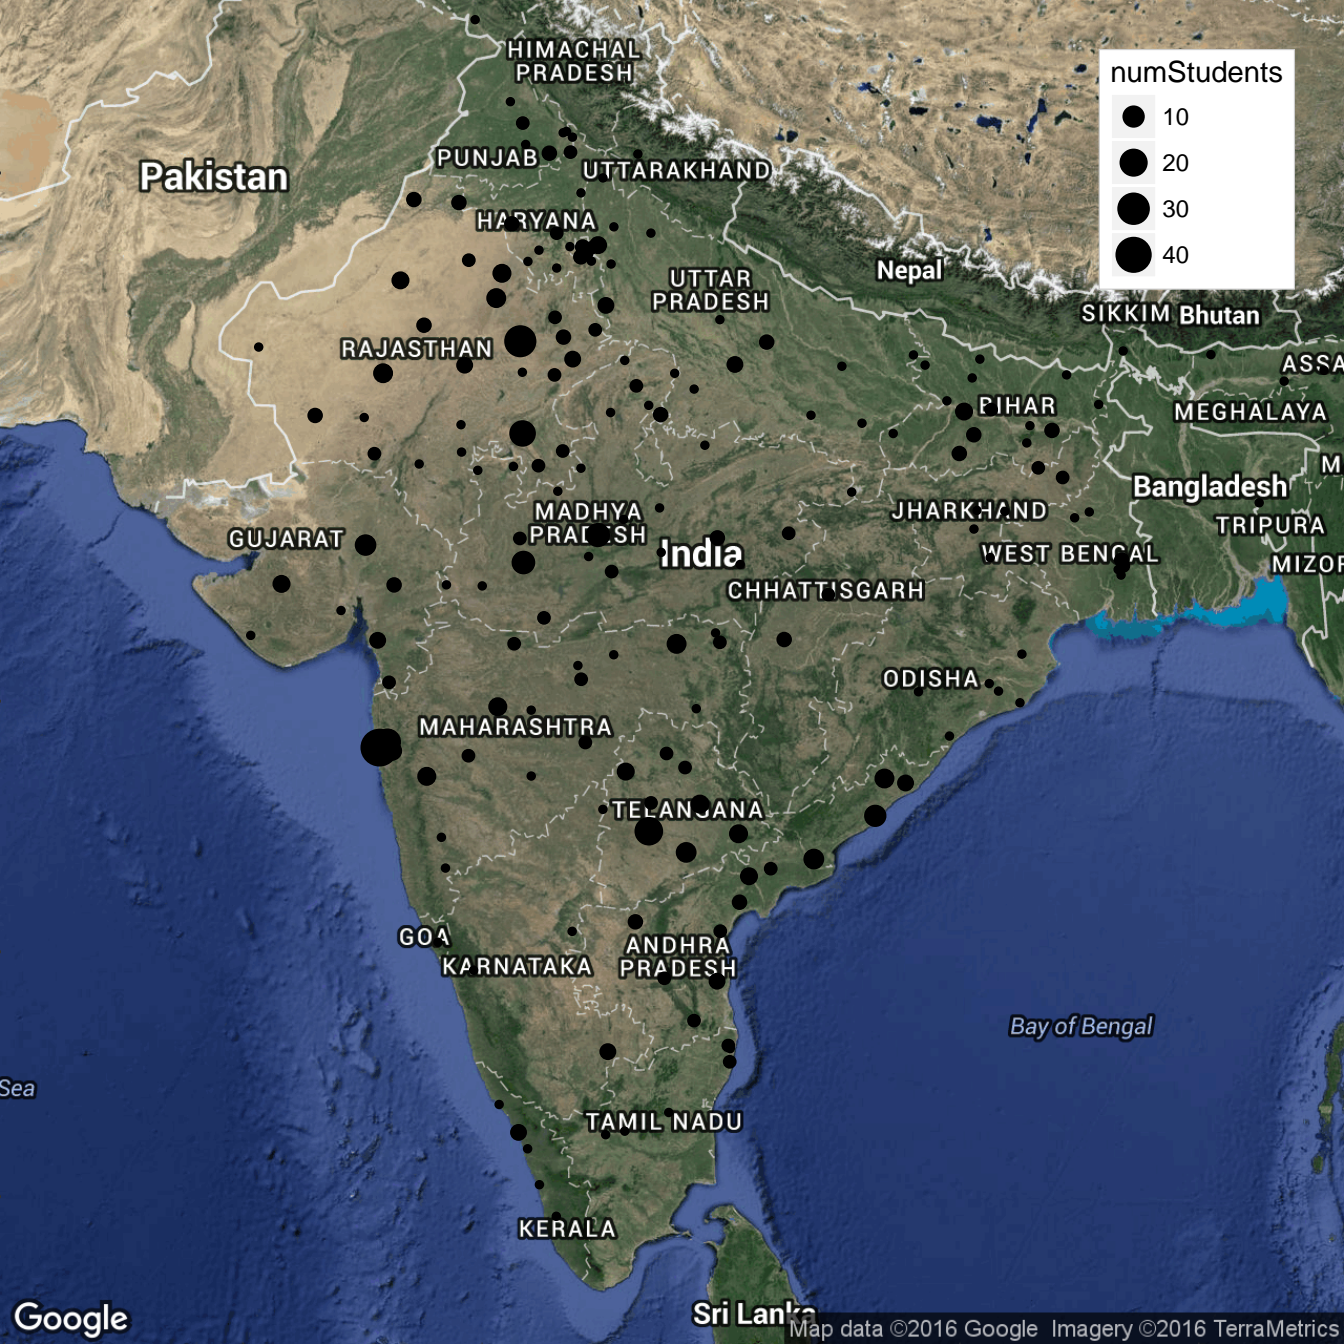 HIMACHAL
PRADESH
numStudents
10
20
30
40
PUNJAB
UTTARAKHAND
Pakistan
HARYANA
Nepal
UTTAR
PRADESH
SIKKIM
Bhutan
RAJASTHAN
ASSA
BIHAR
MEGHALAYA
M
Bangladesh
MADHYA
PRADESH
JHARKHAND
GUJARAT
TRIPURA
India
WEST BENGAL
MIZOR
CHHATTISGARH
ODISHA
MAHARASHTRA
TELANGANA
GOA
ANDHRA
PRADESH
KARNATAKA
Bay of Bengal
Sea
TAMIL NADU
KERALA
Sri Lanka
Google
Map data ©2016 Google Imagery ©2016 TerraMetrics